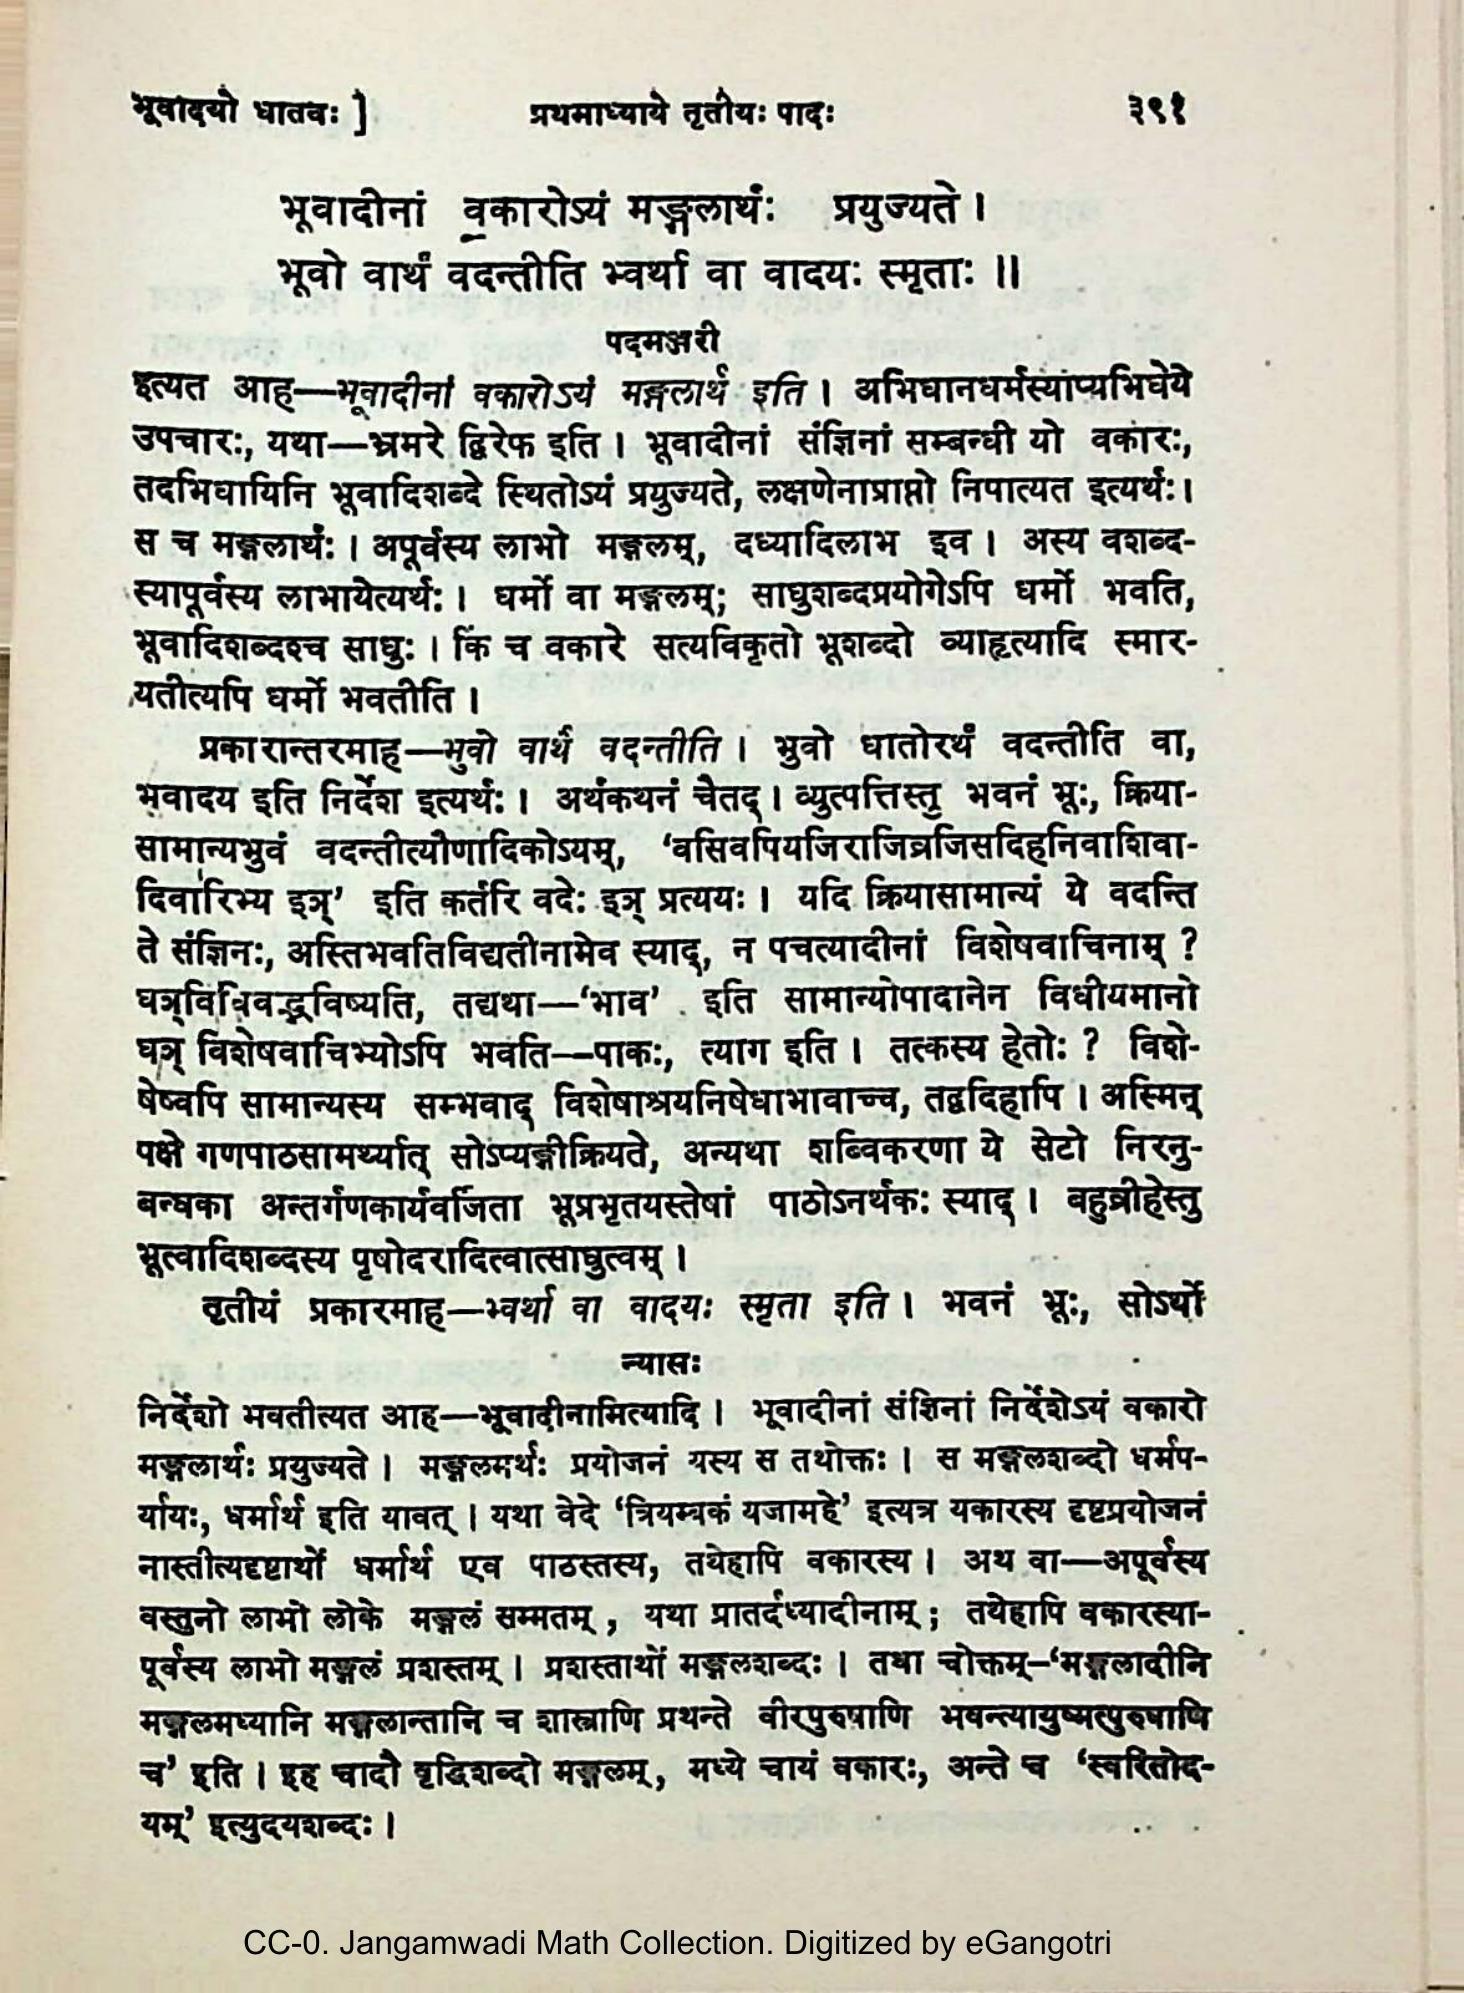 भूवादयो धातवः ] प्रथमाध्याये तृतीयः पादः ३९१
भूवादीनां वकारोऽयं मङ्गलार्थः प्रयुज्यते ।
भूवो वार्थं वदन्तीति भ्वर्था वा वादयः स्मृताः ॥
पदमञ्जरी
इत्यत आह—भूवादीनां वकारोऽयं मङ्गलार्थ इति । अभिधानधर्मस्याप्यभिधेये
उपचारः, यथा—भ्रमरे द्विरेफ इति । भूवादीनां संज्ञिनां सम्बन्धी यो वकारः,
तदभिधायिनि भूवादिशब्दे स्थितोऽयं प्रयुज्यते, लक्षणेनाप्राप्तो निपात्यत इत्यर्थः।
स च मङ्गलार्थः । अपूर्वस्य लाभो मङ्गलम्, दध्यादिलाभ इव । अस्य वशब्द-
स्यापूर्वस्य लाभायेत्यर्थः । धर्मो वा मङ्गलम्; साधुशब्दप्रयोगेऽपि धर्मो भवति,
भूवादिशब्दश्च साधुः । किं च वकारे सत्यविकृतो भूशब्दो व्याहृत्यादि स्मार-
यतीत्यपि धर्मो भवतीति ।
प्रकारान्तरमाह—भुवो वार्थं वदन्तीति । भुवो धातोरर्थं वदन्तीति वा,
भवादय इति निर्देश इत्यर्थः । अर्थकथनं चैतद् । व्युत्पत्तिस्तु भवनं भूः, क्रिया-
सामान्यभुवं वदन्तीत्यौणादिकोऽयम्, ‘वसिवपियजिराजिव्रजिसदिहनिवाशिवा-
दिवारिभ्य इञ्’ इति कर्तरि वदेः इञ् प्रत्ययः । यदि क्रियासामान्यं ये वदन्ति
ते संज्ञिनः, अस्तिभवतिविद्यतीनामेव स्याद्, न पचत्यादीनां विशेषवाचिनाम् ?
घञ्विधिवद्भविष्यति, तद्यथा—‘भाव’ इति सामान्योपादानेन विधीयमानो
घञ् विशेषवाचिभ्योऽपि भवति—पाकः, त्याग इति । तत्कस्य हेतोः ? विशे-
षेष्वपि सामान्यस्य सम्भवाद् विशेषाश्रयनिषेधाभावाच्च, तद्वदिहापि । अस्मिन्
पक्षे गणपाठसामर्थ्यात् सोऽप्यङ्गीक्रियते, अन्यथा शब्विकरणा ये सेटो निरनु-
बन्धका अन्तर्गणकार्यवर्जिता भूप्रभृतयस्तेषां पाठोऽनर्थकः स्याद् । बहुव्रीहेस्तु
भूत्वादिशब्दस्य पृषोदरादित्वात्साधुत्वम् ।
तृतीयं प्रकारमाह—भ्वर्था वा वादयः स्मृता इति । भवनं भूः, सोऽर्थो
न्यासः
निर्देशो भवतीत्यत आह—भूवादीनामित्यादि । भूवादीनां संज्ञिनां निर्देशेऽयं वकारो
मङ्गलार्थः प्रयुज्यते । मङ्गलमर्थः प्रयोजनं यस्य स तथोक्तः । स मङ्गलशब्दो धर्मप-
र्यायः, धर्मार्थ इति यावत् । यथा वेदे ‘त्रियम्बकं यजामहे’ इत्यत्र यकारस्य दृष्टप्रयोजनं
नास्तीत्यदृष्टार्थो धर्मार्थ एव पाठस्तस्य, तथेहापि वकारस्य । अथ वा—अपूर्वस्य
वस्तुनो लाभो लोके मङ्गलं सम्मतम् , यथा प्रातर्दध्यादीनाम् ; तथेहापि वकारस्या-
पूर्वस्य लाभो मङ्गलं प्रशस्तम् । प्रशस्तार्थो मङ्गलशब्दः । तथा चोक्तम्–‘मङ्गलादीनि
मङ्गलमध्यानि मङ्गलान्तानि च शास्त्राणि प्रथन्ते वीरपुरुषाणि भवन्त्यायुष्मत्पुरुषाणि
च’ इति । इह चादौ वृद्धिशब्दो मङ्गलम्, मध्ये चायं वकारः, अन्ते च ‘स्वरितोद-
यम्’ इत्युदयशब्दः ।
CC-0. Jangamwadi Math Collection. Digitized by eGangotri